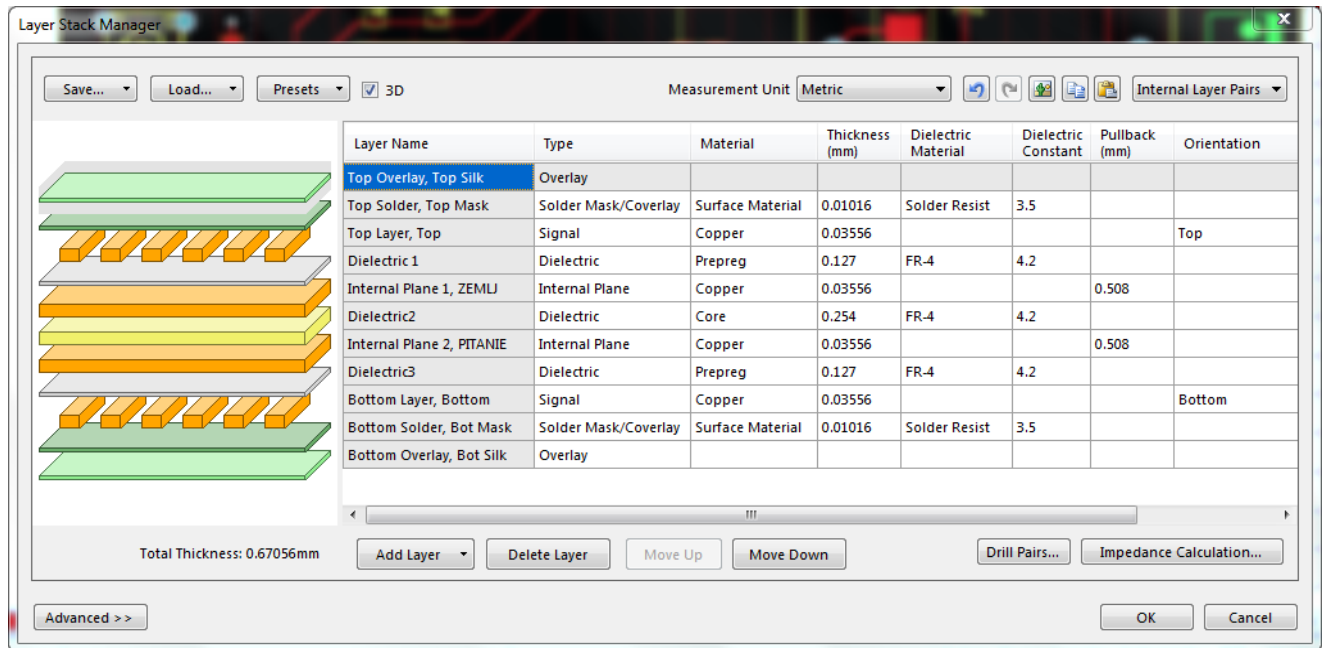 Layer Stack Manager
Save... Load... Presets 3D Measurement Unit Metric Internal Layer Pairs
Layer Name Type Material Thickness (mm) Dielectric Material Dielectric Constant Pullback (mm) Orientation
Top Overlay, Top Silk Overlay
Top Solder, Top Mask Solder Mask/Coverlay Surface Material 0.01016 Solder Resist 3.5
Top Layer, Top Signal Copper 0.03556 Top
Dielectric 1 Dielectric Prepreg 0.127 FR-4 4.2
Internal Plane 1, ZEMLJ Internal Plane Copper 0.03556 0.508
Dielectric2 Dielectric Core 0.254 FR-4 4.2
Internal Plane 2, PITANIE Internal Plane Copper 0.03556 0.508
Dielectric3 Dielectric Prepreg 0.127 FR-4 4.2
Bottom Layer, Bottom Signal Copper 0.03556 Bottom
Bottom Solder, Bot Mask Solder Mask/Coverlay Surface Material 0.01016 Solder Resist 3.5
Bottom Overlay, Bot Silk Overlay
Total Thickness: 0.67056mm Add Layer Delete Layer Move Up Move Down Drill Pairs... Impedance Calculation...
Advanced >> OK Cancel